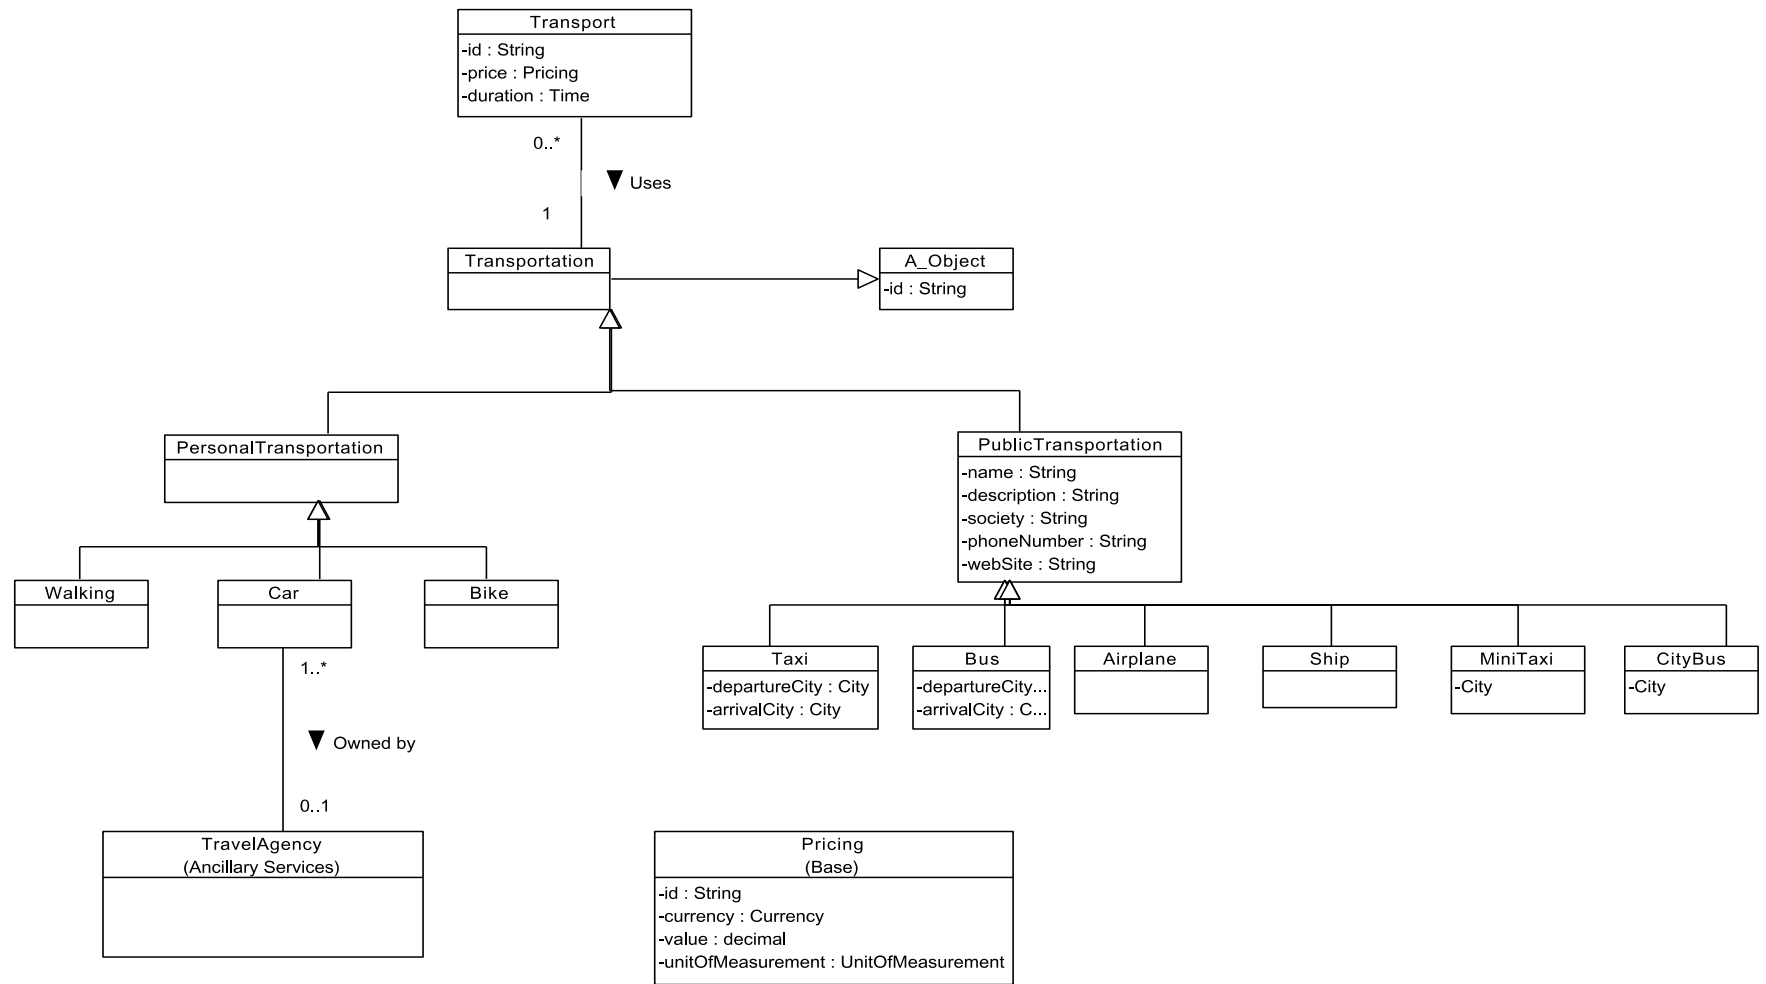 Transport
-id : String
-price : Pricing
-duration : Time
0..*
Uses
1
Transportation
A_Object
-id : String
PersonalTransportation
PublicTransportation
-name : String
-description : String
-society : String
-phoneNumber : String
-webSite : String
Walking
Car
Bike
Taxi
-departureCity : City
-arrivalCity : City
Bus
-departureCity...
-arrivalCity : C...
Airplane
Ship
MiniTaxi
-City
CityBus
-City
1..*
Owned by
0..1
TravelAgency
(Ancillary Services)
Pricing
(Base)
-id : String
-currency : Currency
-value : decimal
-unitOfMeasurement : UnitOfMeasurement